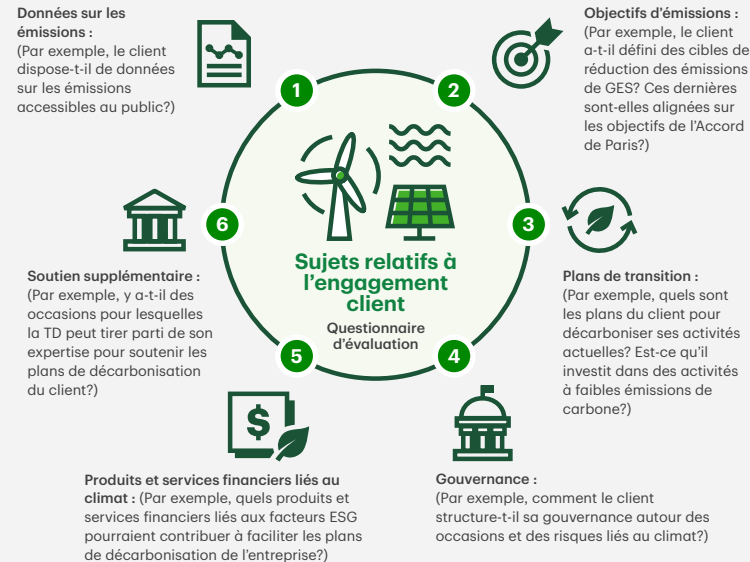 Données sur les
émissions :
(Par exemple, le client
dispose-t-il de données
sur les émissions
accessibles au public?)
1
2
Objectifs d'émissions :
(Par exemple, le client
a-t-il défini des cibles de
réduction des émissions
de GES? Ces dernières
sont-elles alignées sur
les objectifs de l'Accord
de Paris?)
3
Plans de transition :
(Par exemple, quels sont
les plans du client pour
décarboniser ses activités
actuelles? Est-ce qu'il
investit dans des activités
à faibles émissions de
carbone?)
4
Gouvernance :
(Par exemple, comment le client
structure-t-il sa gouvernance autour des
occasions et des risques liés au climat?)
5
$
Produits et services financiers liés au
climat : (Par exemple, quels produits et
services financiers liés aux facteurs ESG
pourraient contribuer à faciliter les plans
de décarbonisation de l'entreprise?)
6
Soutien supplémentaire :
(Par exemple, y a-t-il des
occasions pour lesquelles
la TD peut tirer parti de son
expertise pour soutenir les
plans de décarbonisation
du client?)
Sujets relatifs à
l'engagement
client
Questionnaire
d'évaluation